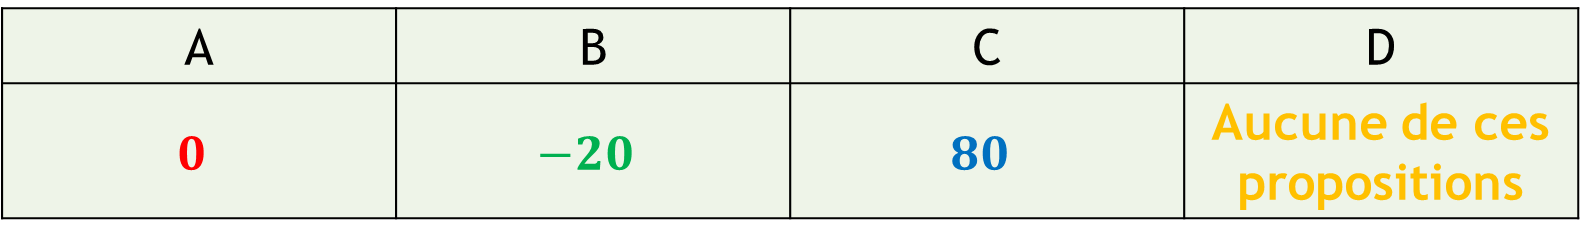 A B C D
0 −20 80 Aucune de ces
propositions